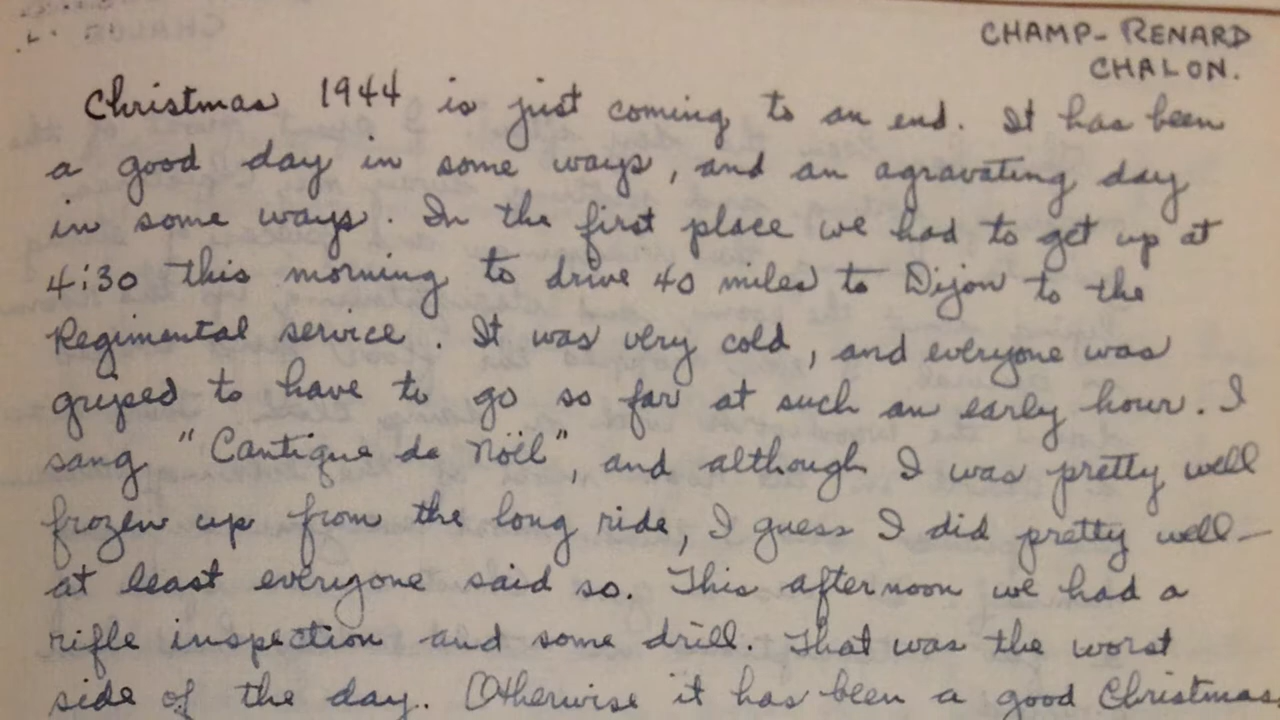 CHAMP-RENARD
CHALON.
Christmas 1944 is just coming to an end. It has been
a good day in some ways, and an agravating day
in some ways. In the first place we had to get up at
4:30 this morning to drive 40 miles to Dijon to the
Regimental service. It was very cold, and everyone was
griped to have to go so far at such an early hour. I
sang "Cantique de Nöel", and although I was pretty well
frozen up from the long ride, I guess I did pretty well—
at least everyone said so. This afternoon we had a
rifle inspection and some drill. That was the worst
side of the day.. Otherwise it has been a good Christmas